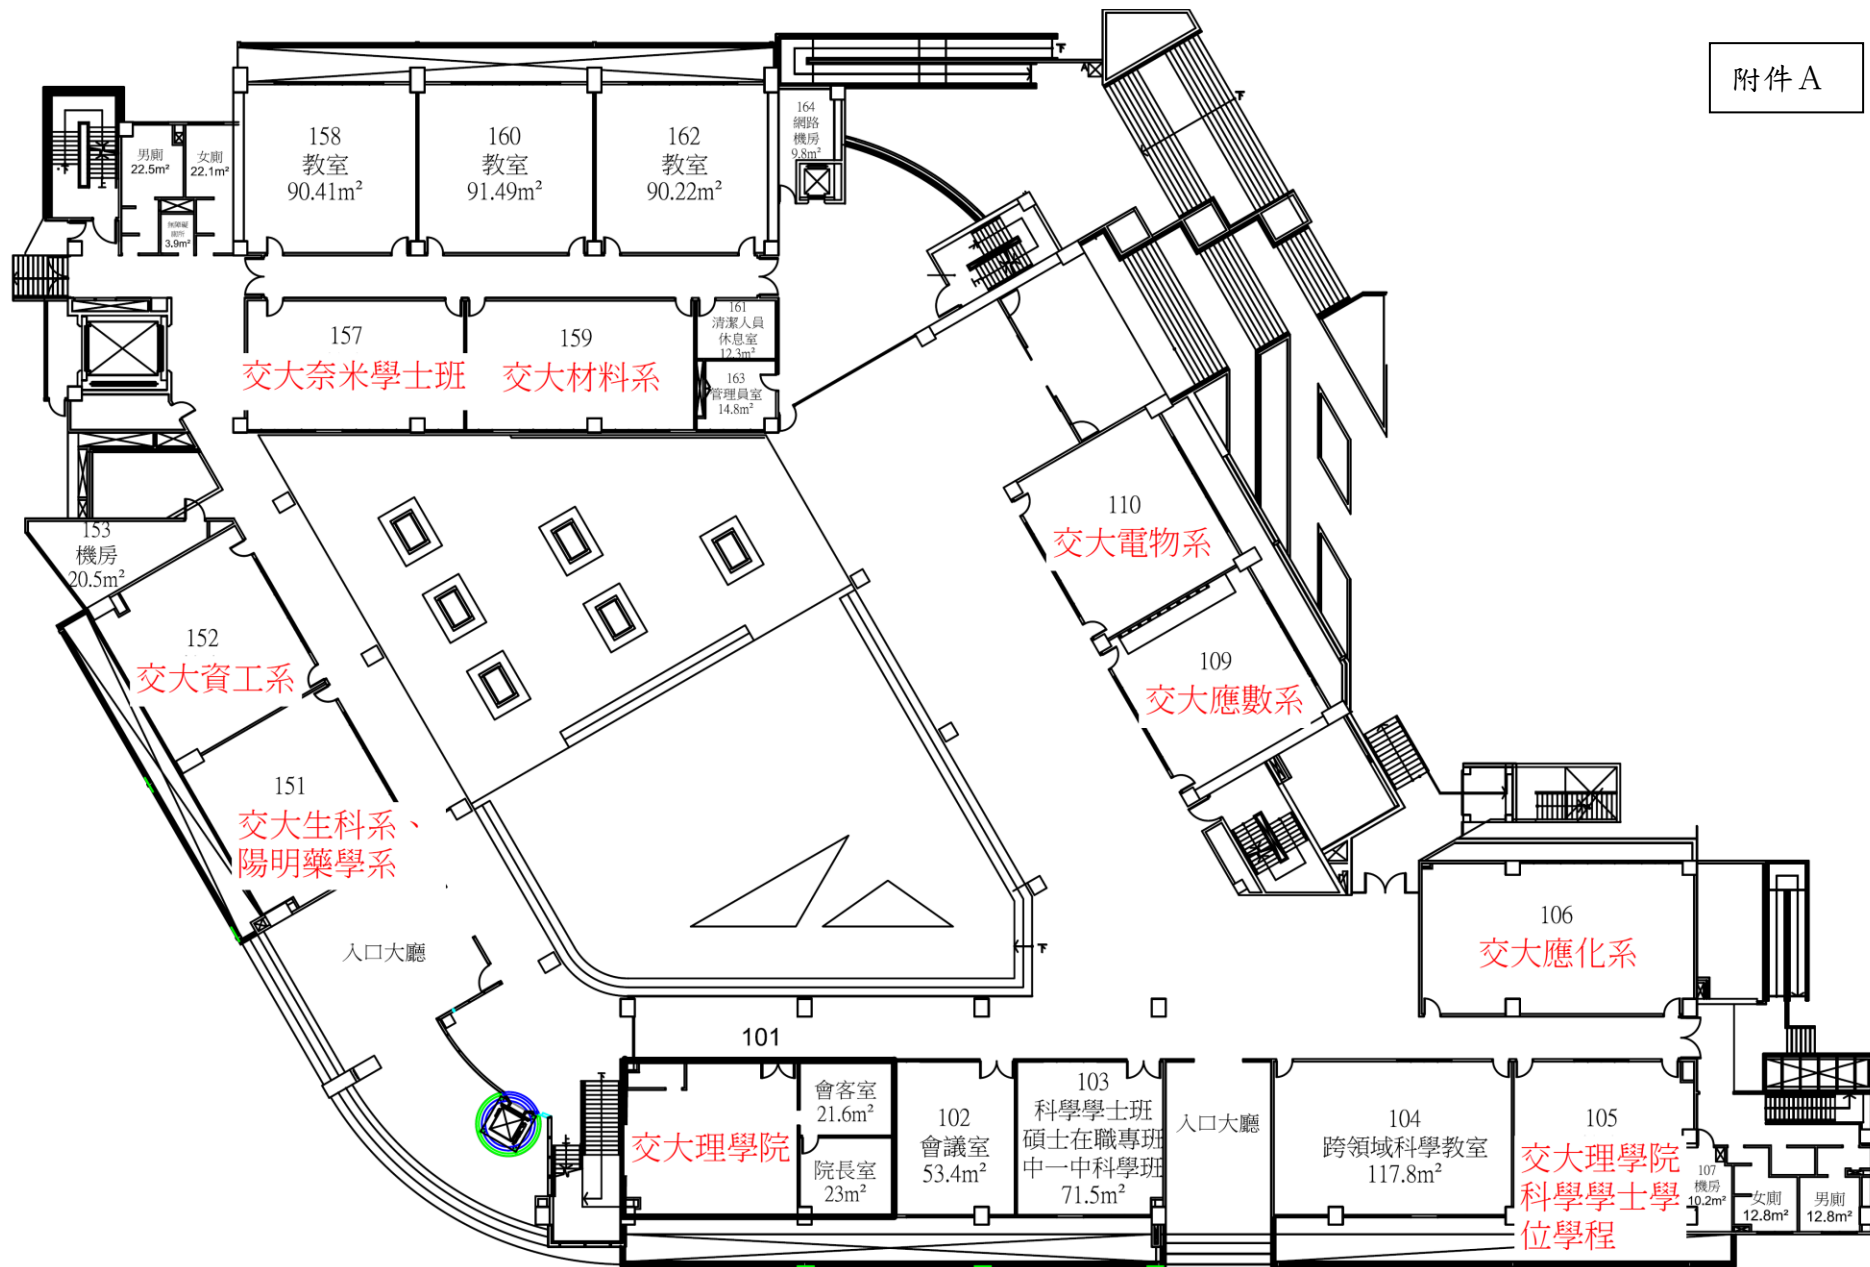 附件A
158
教室
90.41m²
160
教室
91.49m²
162
教室
90.22m²
164
網路
機房
9.8m²
男廁
22.5m²
女廁
22.1m²
3.9m²
下
下
157
交大奈米學士班
159
交大材料系
161
清潔人員
休息室
12.3m²
163
管理員室
14.8m²
153
機房
20.5m²
152
交大資工系
151
交大生科系、
陽明藥學系
110
交大電物系
109
交大應數系
106
交大應化系
入口大廳
下
101
交大理學院
會客室
21.6m²
院長室
23m²
102
會議室
53.4m²
103
科學學士班
碩士在職專班
中一中科學班
71.5m²
入口大廳
104
跨領域科學教室
117.8m²
105
交大理學院
科學學士學
位學程
107
機房
10.2m²
女廁
12.8m²
男廁
12.8m²